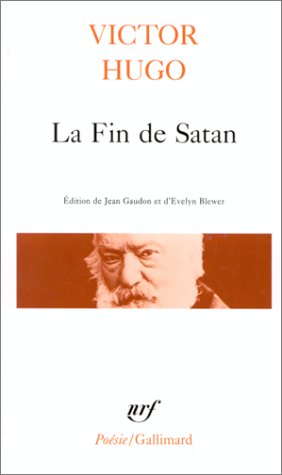 VICTOR
HUGO
La Fin de Satan
Édition de Jean Gaudon et d'Evelyn Blewer
nrf
Poésie/Gallimard